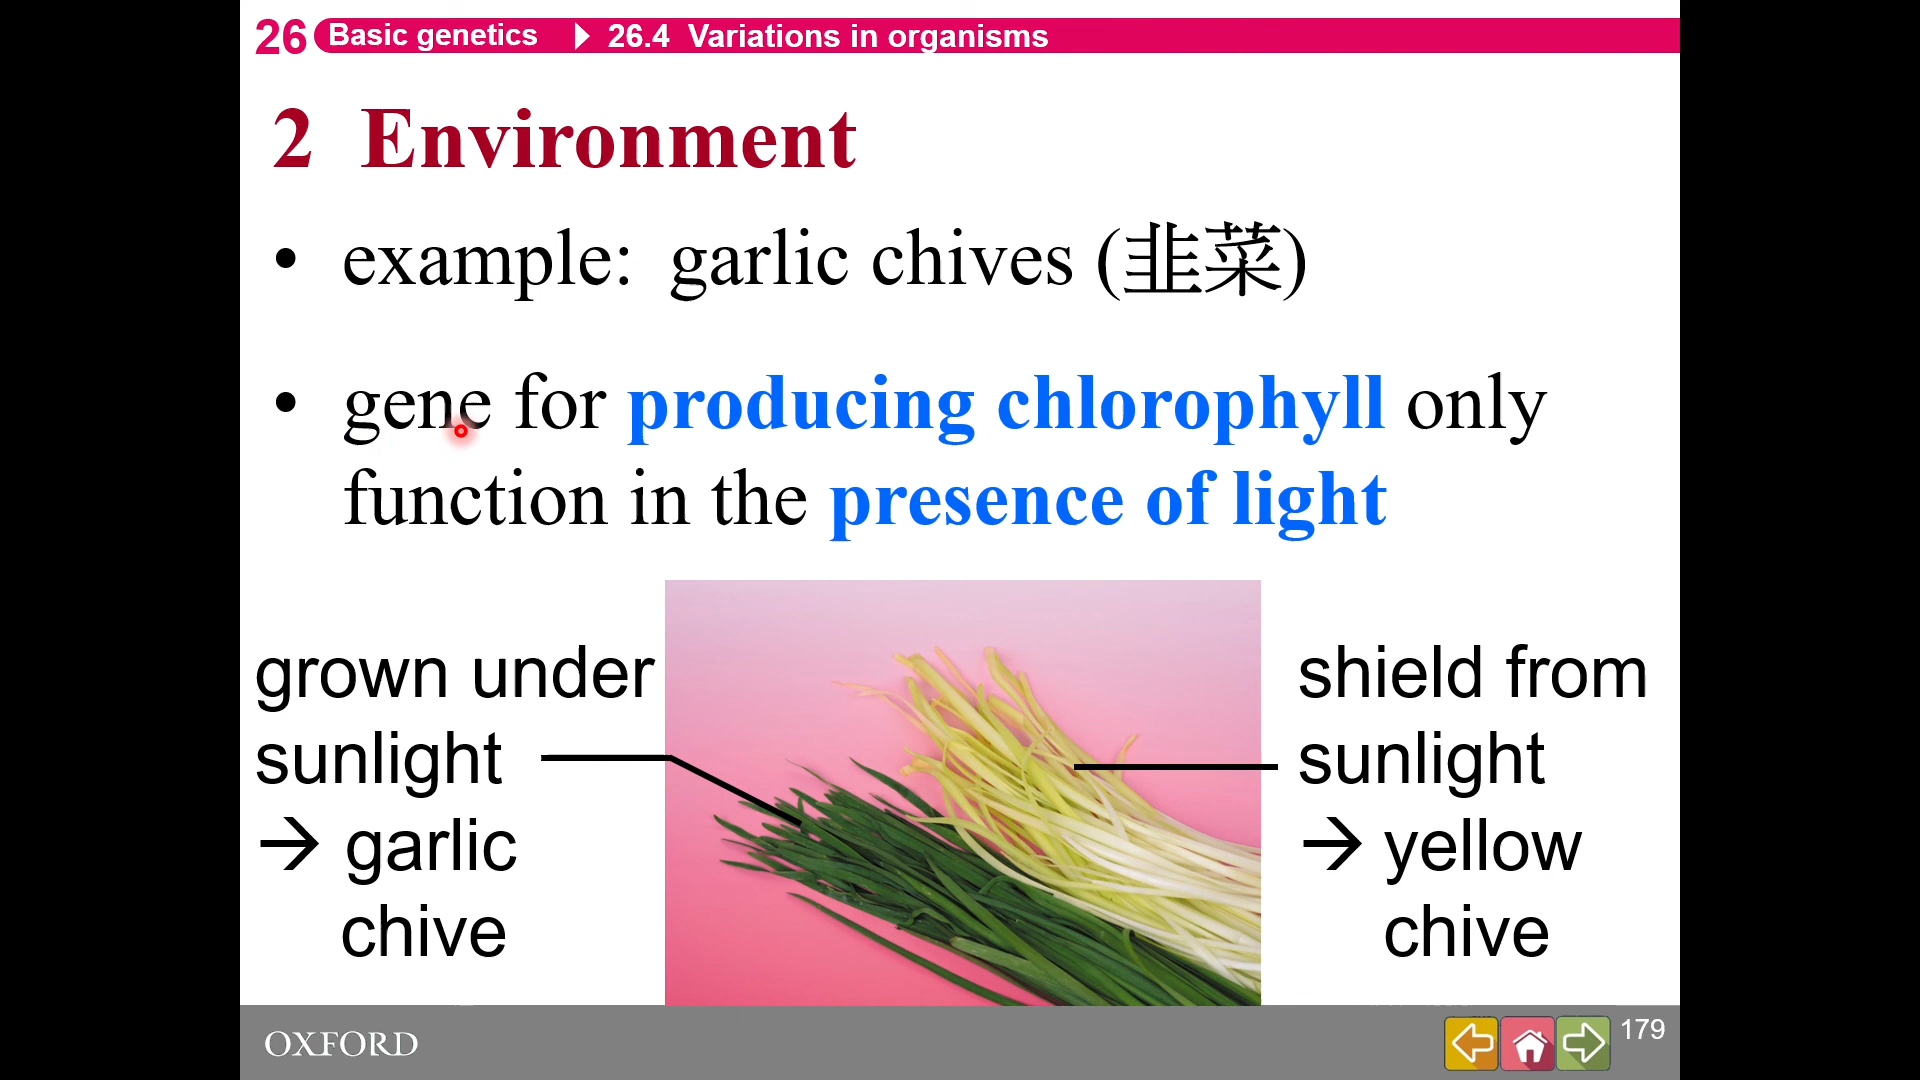 26 Basic genetics 26.4 Variations in organisms
2 Environment
• example: garlic chives (韭菜)
• gene for producing chlorophyll only
function in the presence of light
grown under
sunlight
→ garlic
chive
shield from
sunlight
→ yellow
chive
OXFORD
179